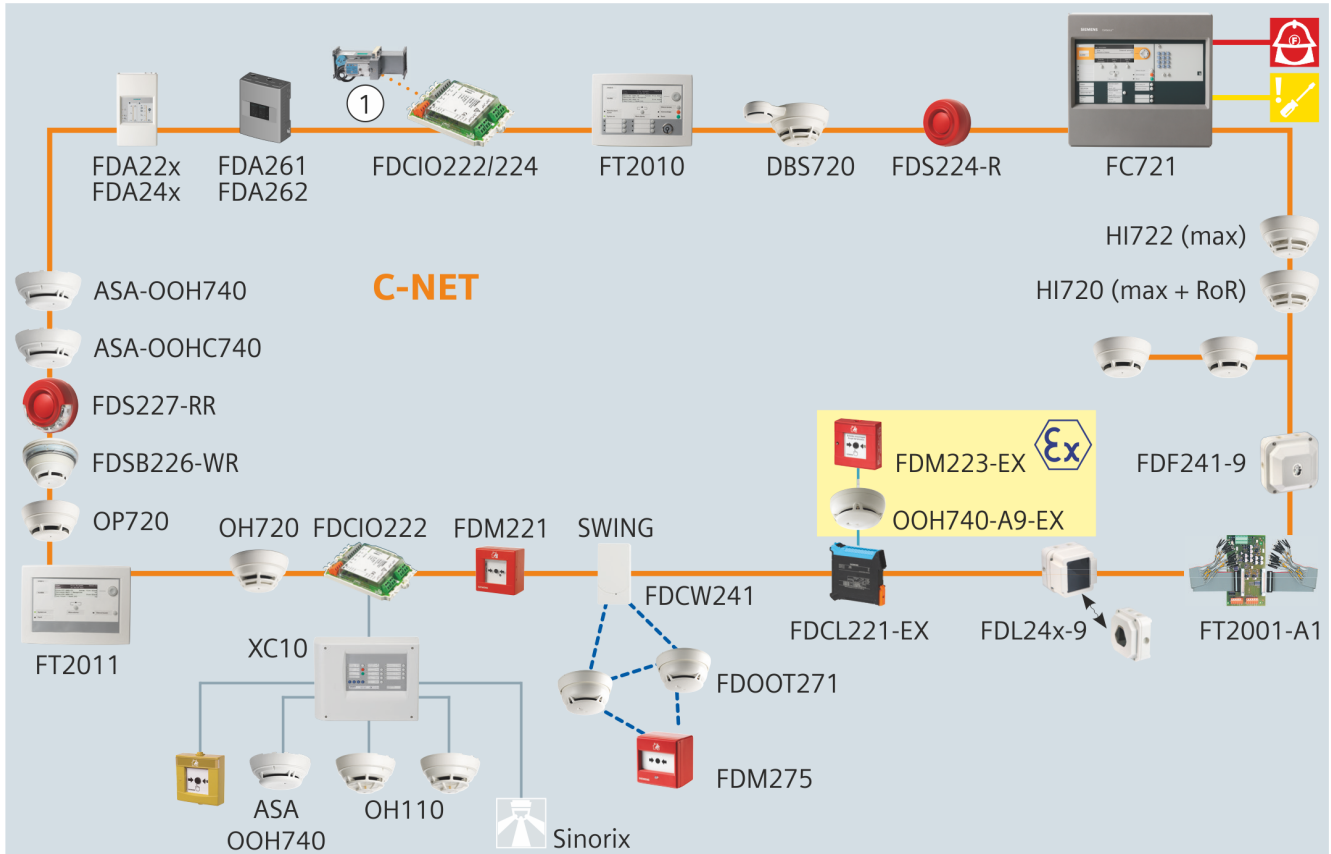 SIEMENS
F
1
FDA22x
FDA24x
FDA261
FDA262
FDCIO222/224
FT2010
DBS720
FDS224-R
FC721
HI722 (max)
HI720 (max + RoR)
C-NET
ASA-OOH740
ASA-OOHC740
FDS227-RR
FDSB226-WR
OP720
FDM223-EX
Ex
OOH740-A9-EX
FDF241-9
OH720
FDCIO222
FDM221
SWING
FDCW241
FDCL221-EX
FDL24x-9
FT2001-A1
FT2011
XC10
FDOOT271
FDM275
ASA
OOH740
OH110
Sinorix